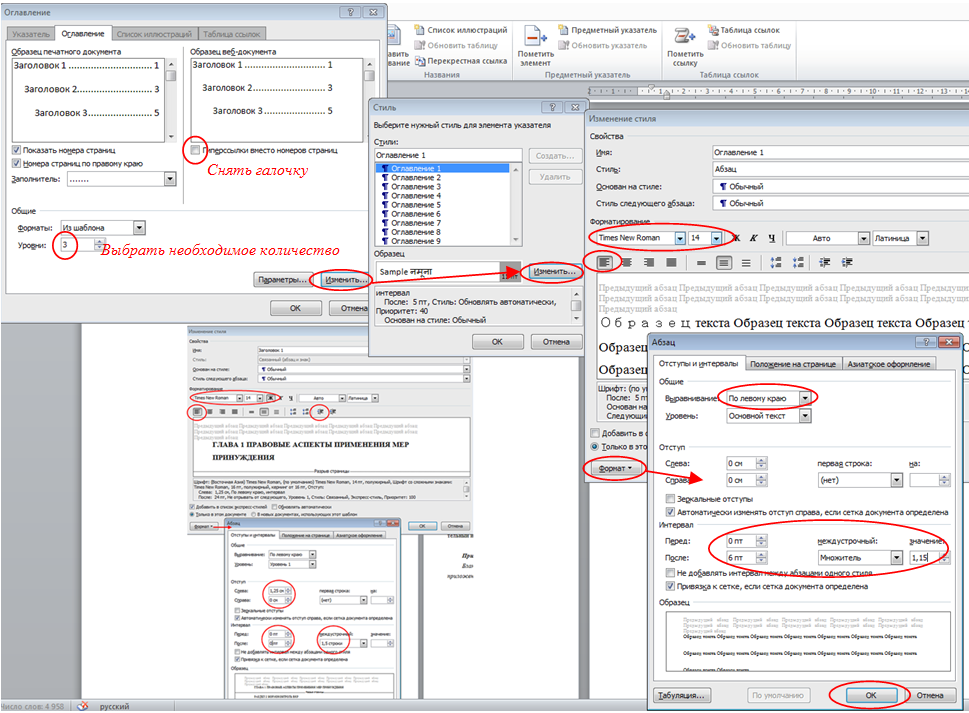 Оглавление
Указатель
Оглавление
Список иллюстраций
Таблица ссылок
Образец печатного документа
Заголовок 1 ............................... 1
Заголовок 2.......................... 3
Заголовок 3 .................... 5
Показать номера страниц
Номера страниц по правому краю
Заполнитель: .......
Образец веб-документа
Заголовок 1 ............................... 1
Заголовок 2.......................... 3
Заголовок 3 .................... 5
Гиперссылки вместо номеров страниц
Снять галочку
Общие
Форматы: Из шаблона
Уровни: 3
Выбрать необходимое количество
Параметры... Изменить...
ОК Отмена
Список иллюстраций
Обновить таблицу
Перекрестная ссылка
Названия
Пометить
элемент
Предметный указатель
Обновить указатель
Предметный указатель
Пометить
ссылку
Таблица ссылок
Обновить таблицу
Таблица ссылок
Стиль
Выберите нужный стиль для элемента указателя
Стили:
Оглавление 1
Оглавление 1
Оглавление 2
Оглавление 3
Оглавление 4
Оглавление 5
Оглавление 6
Оглавление 7
Оглавление 8
Оглавление 9
Создать...
Удалить
Образец
Sample नमूना
Изменить...
интервал
После: 5 пт, Стиль: Обновлять автоматически,
Приоритет: 40
Основан на стиле: Обычный
ОК Отмена
Изменение стиля
Свойства
Имя: Оглавление 1
Стиль: Абзац
Основан на стиле: ¶ Обычный
Стиль следующего абзаца: ¶ Обычный
Форматирование
Times New Roman 14 Ж К Ч Авто Латиница
Предыдущий абзац Предыдущий абзац Предыдущий абзац Предыдущий абзац
Предыдущий абзац Предыдущий абзац
Образец текста Образец текста Образец текста Образец
Образец
Образец
Шрифт: (по у
После: 5 пт
Основан на
Следующи
Добавить в с
Только в это
Формат
Абзац
Отступы и интервалы
Положение на странице
Азиатское оформление
Общие
Выравнивание: По левому краю
Уровень: Основной текст
Отступ
Слева: 0 см первая строка: на:
Справа: 0 см (нет)
Зеркальные отступы
Автоматически изменять отступ справа, если сетка документа определена
Интервал
Перед: 0 пт междустрочный: значение:
После: 6 пт Множитель 1,15
Не добавлять интервал между абзацами одного стиля
Привязка к сетке, если сетка документа определена
Образец
Табуляция... По умолчанию ОК Отмена
Изменение стиля
Свойства
Имя: Заголовок 1
Стиль: Связанный (абзац и знак)
Основан на стиле: ¶ Обычный
Стиль следующего абзаца: ¶ Обычный
Форматирование
Times New Roman 14 Авто Латиница
ГЛАВА 1 ПРАВОВЫЕ АСПЕКТЫ ПРИМЕНЕНИЯ МЕР
ПРИНУЖДЕНИЯ
Разрыв страницы
Добавить в список экспресс-стилей Обновлять автоматически
Только в этом документе В новых документах, использующих этот шаблон
Формат ОК Отмена
Абзац
Отступы и интервалы Положение на странице Азиатское оформление
Общие
Выравнивание: По левому краю
Уровень: Уровень 1
Отступ
Слева: 1,25 см первая строка: на:
Справа: 0 см (нет)
Зеркальные отступы
Автоматически изменять отступ справа, если сетка документа определена
Интервал
Перед: 0 пт междустрочный: значение:
После: 1,5 строки
Не добавлять интервал между абзацами одного стиля
Привязка к сетке, если сетка документа определена
Образец
Число слов: 4 958 русский